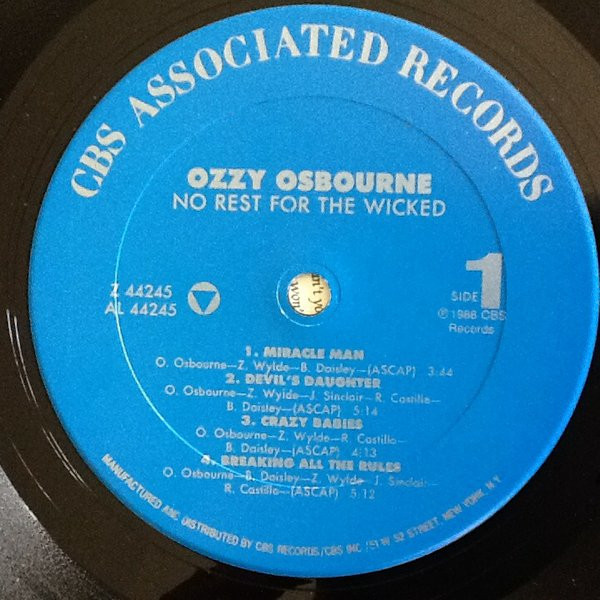 CBS ASSOCIATED RECORDS
OZZY OSBOURNE
NO REST FOR THE WICKED
Z 44245
AL 44245
SIDE 1
℗ 1988 CBS
Records
1. MIRACLE MAN
O. Osbourne—Z. Wylde—B. Daisley—(ASCAP) 3:44
2. DEVIL'S DAUGHTER
O. Osbourne—Z. Wylde—J. Sinclair—R. Castillo—
B. Daisley—(ASCAP) 5:14
3. CRAZY BABIES
O. Osbourne—Z. Wylde—R. Castillo—
B. Daisley—(ASCAP) 4:13
4. BREAKING ALL THE RULES
O. Osbourne—B. Daisley—Z. Wylde—J. Sinclair—
R. Castillo—(ASCAP) 5:12
MANUFACTURED AND DISTRIBUTED BY CBS RECORDS/CBS INC./51 W 52 STREET, NEW YORK, N.Y.